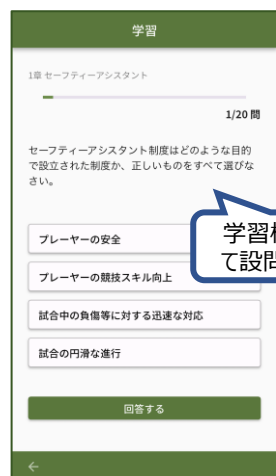 学習
1章 セーフティーアシスタント
1/20 問
セーフティーアシスタント制度はどのような目的
で設立された制度か、正しいものをすべて選びな
さい。
プレーヤーの安全
学習
て設問
プレーヤーの競技スキル向上
試合中の負傷等に対する迅速な対応
試合の円滑な進行
回答する